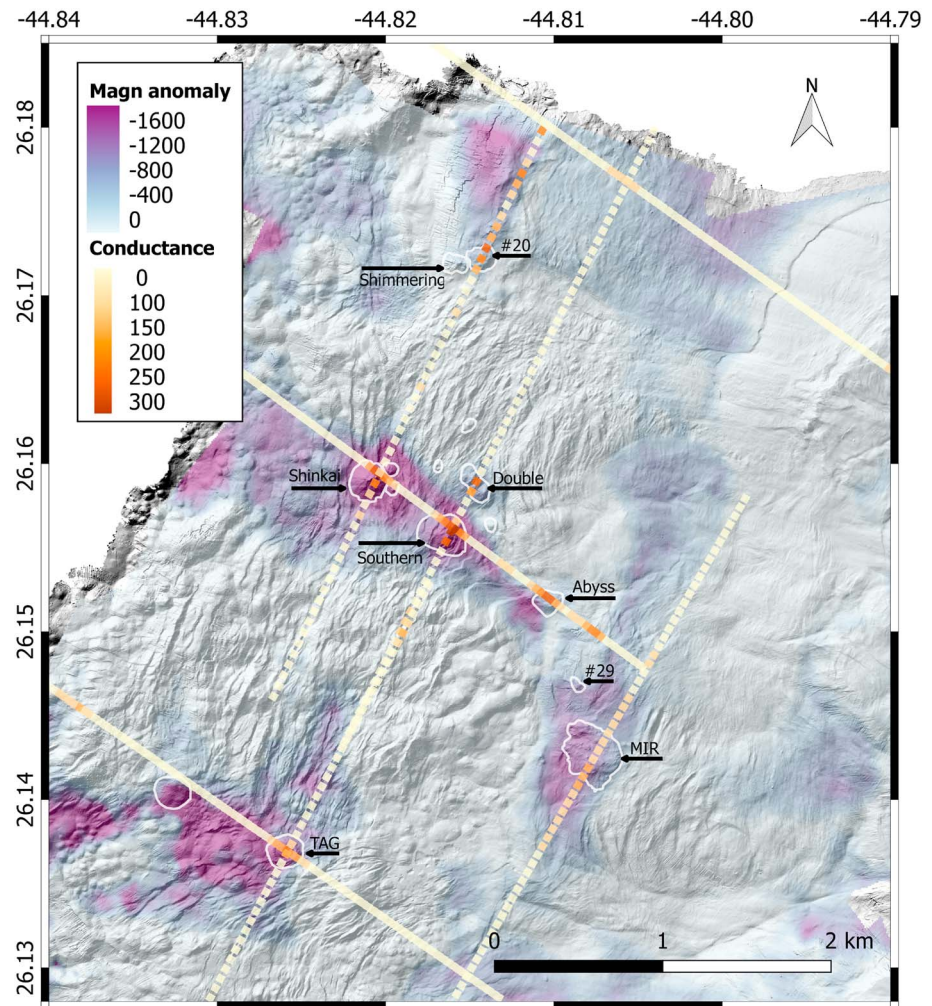 -44.84 -44.83 -44.82 -44.81 -44.80 -44.79
Magn anomaly
-1600
-1200
-800
-400
0
Conductance
0
100
150
200
250
300
N
26.18
26.17
26.16
26.15
26.14
26.13
#20
Shimmering
Shinkai
Double
Southern
Abyss
#29
MIR
TAG
0 1 2 km